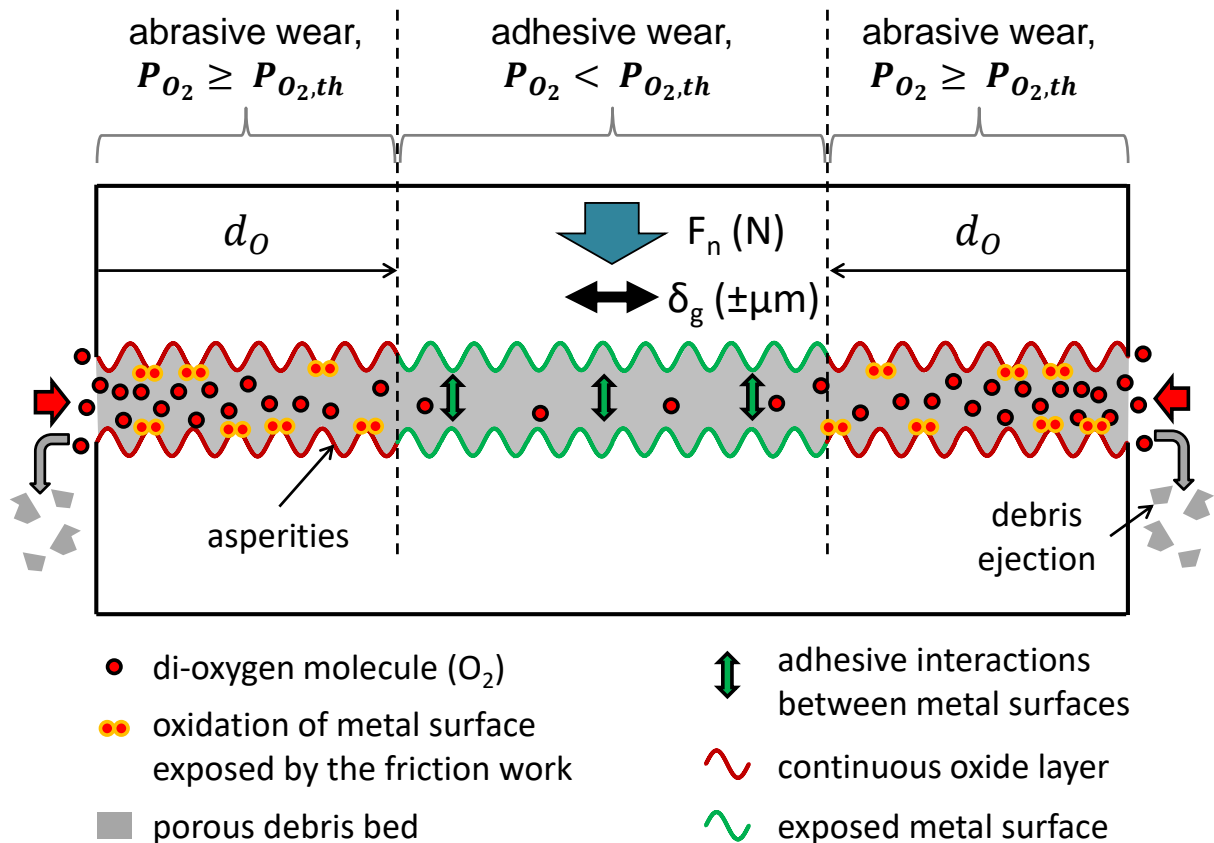 abrasive wear,
P_{O_2} ≥ P_{O_2,th}
adhesive wear,
P_{O_2} < P_{O_2,th}
abrasive wear,
P_{O_2} ≥ P_{O_2,th}
d_O
F_n (N)
d_O
δ_g (±μm)
asperities
debris
ejection
di-oxygen molecule (O₂)
oxidation of metal surface
exposed by the friction work
porous debris bed
adhesive interactions
between metal surfaces
continuous oxide layer
exposed metal surface